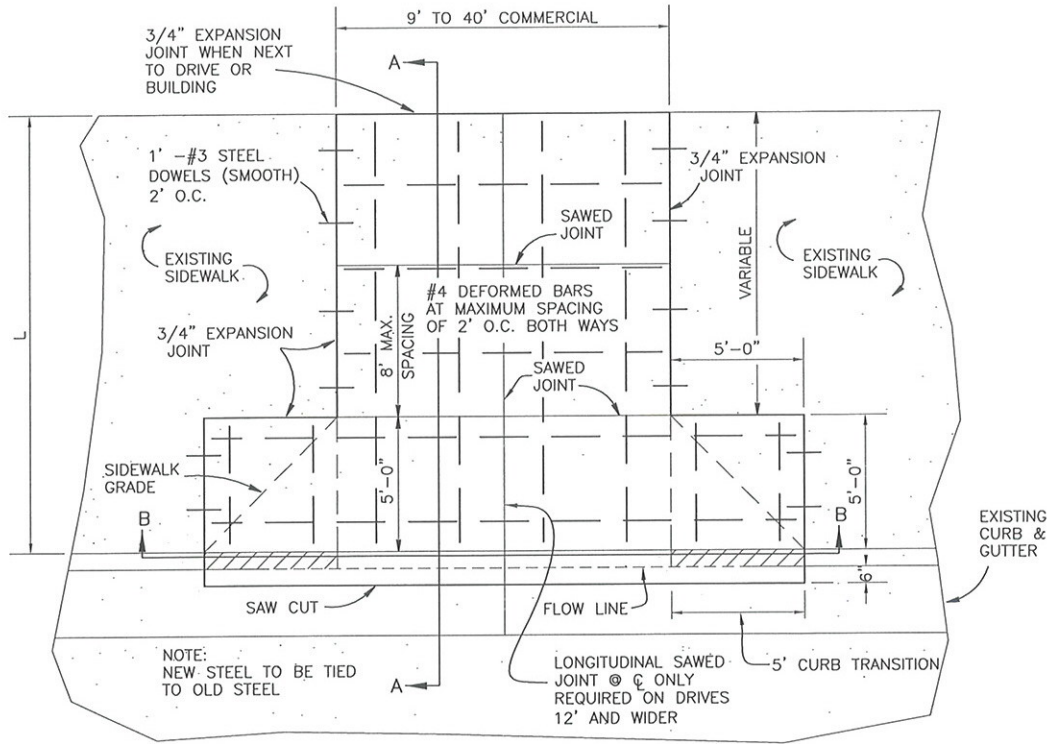 9' TO 40' COMMERCIAL
3/4" EXPANSION
JOINT WHEN NEXT
TO DRIVE OR
BUILDING
A
1' -#3 STEEL
DOWELS (SMOOTH)
2' O.C.
3/4" EXPANSION
JOINT
SAWED
JOINT
EXISTING
SIDEWALK
VARIABLE
EXISTING
SIDEWALK
L
#4 DEFORMED BARS
AT MAXIMUM SPACING
OF 2' O.C. BOTH WAYS
8' MAX.
SPACING
3/4" EXPANSION
JOINT
5'-0"
SAWED
JOINT
SIDEWALK
GRADE
5'-0"
5'-0"
B
B
EXISTING
CURB &
GUTTER
6"
SAW CUT
FLOW LINE
5' CURB TRANSITION
NOTE:
NEW STEEL TO BE TIED
TO OLD STEEL
A
LONGITUDINAL SAWED
JOINT @ ℄ ONLY
REQUIRED ON DRIVES
12' AND WIDER